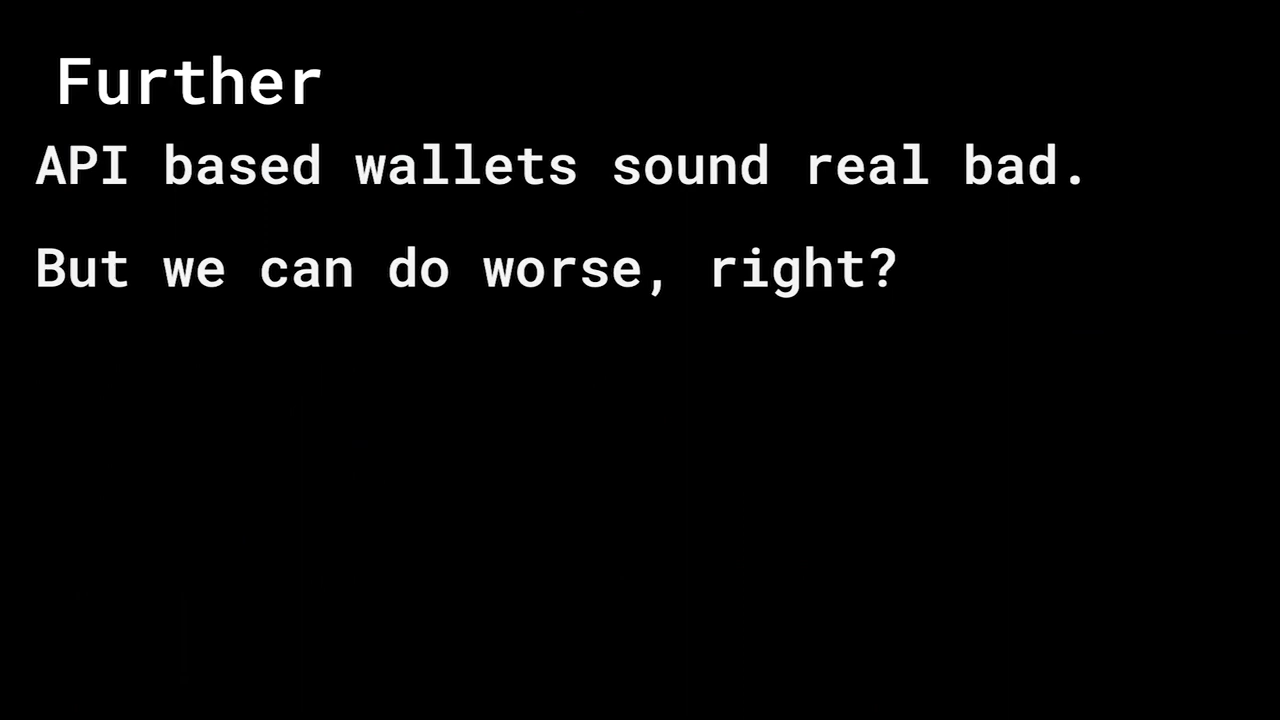 Further
API based wallets sound real bad.
But we can do worse, right?